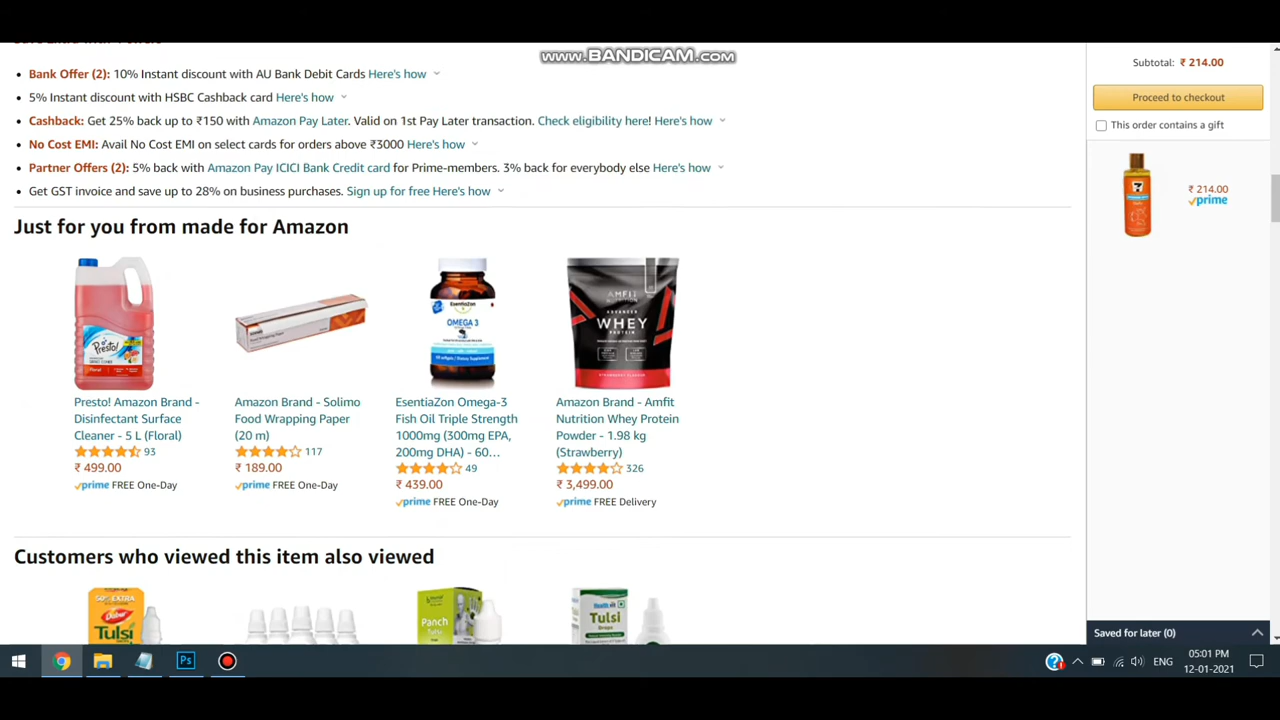 www.BANDICAM.com
Bank Offer (2): 10% Instant discount with AU Bank Debit Cards Here's how
5% Instant discount with HSBC Cashback card Here's how
Cashback: Get 25% back up to ₹150 with Amazon Pay Later. Valid on 1st Pay Later transaction. Check eligibility here! Here's how
No Cost EMI: Avail No Cost EMI on select cards for orders above ₹3000 Here's how
Partner Offers (2): 5% back with Amazon Pay ICICI Bank Credit card for Prime-members. 3% back for everybody else Here's how
Get GST invoice and save up to 28% on business purchases. Sign up for free Here's how
Just for you from made for Amazon
Presto!
OMEGA 3
AMFIT
NUTRITION
ADVANCED
WHEY
PROTEIN
Presto! Amazon Brand -
Disinfectant Surface
Cleaner - 5 L (Floral)
93
₹ 499.00
prime FREE One-Day
Amazon Brand - Solimo
Food Wrapping Paper
(20 m)
117
₹ 189.00
prime FREE One-Day
EsentiaZon Omega-3
Fish Oil Triple Strength
1000mg (300mg EPA,
200mg DHA) - 60...
49
₹ 439.00
prime FREE One-Day
Amazon Brand - Amfit
Nutrition Whey Protein
Powder - 1.98 kg
(Strawberry)
326
₹ 3,499.00
prime FREE Delivery
Customers who viewed this item also viewed
Dabur
Tulsi
Panch
Tulsi
Tulsi
Subtotal: ₹ 214.00
Proceed to checkout
This order contains a gift
₹ 214.00
prime
Saved for later (0)
Ps
ENG
05:01 PM
12-01-2021